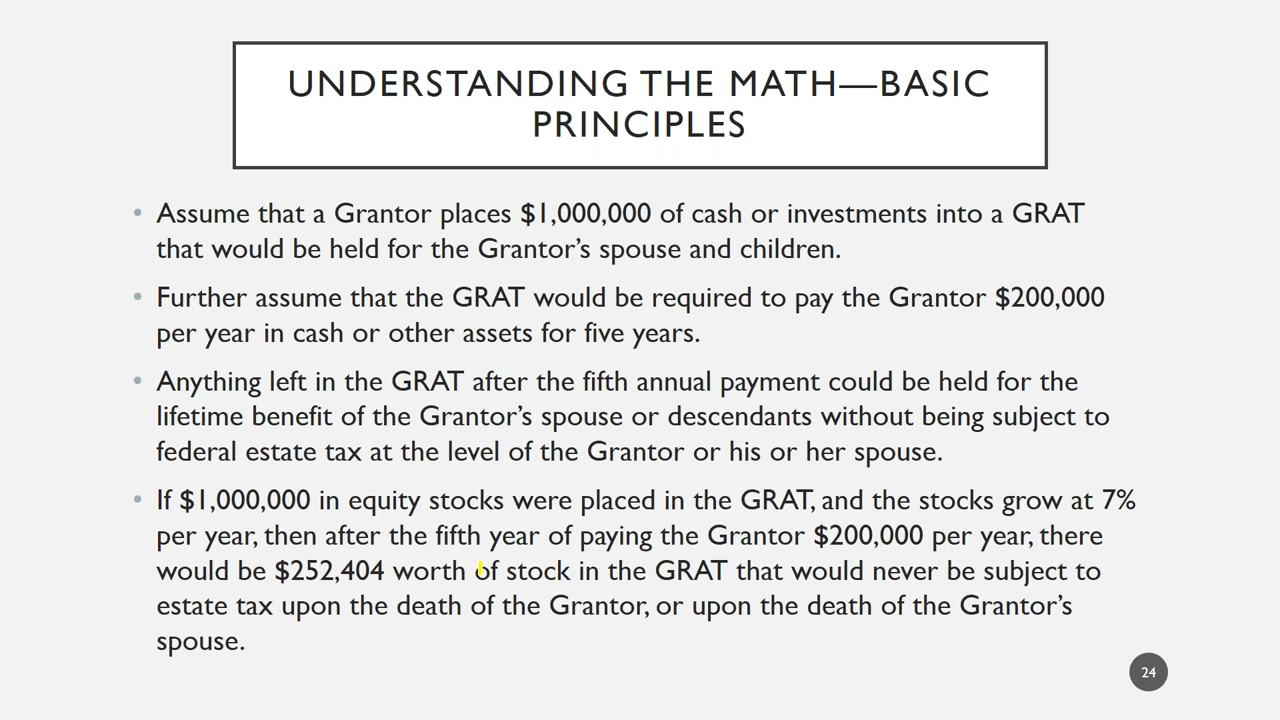 UNDERSTANDING THE MATH—BASIC
PRINCIPLES
• Assume that a Grantor places $1,000,000 of cash or investments into a GRAT
that would be held for the Grantor’s spouse and children.
• Further assume that the GRAT would be required to pay the Grantor $200,000
per year in cash or other assets for five years.
• Anything left in the GRAT after the fifth annual payment could be held for the
lifetime benefit of the Grantor’s spouse or descendants without being subject to
federal estate tax at the level of the Grantor or his or her spouse.
• If $1,000,000 in equity stocks were placed in the GRAT, and the stocks grow at 7%
per year, then after the fifth year of paying the Grantor $200,000 per year, there
would be $252,404 worth of stock in the GRAT that would never be subject to
estate tax upon the death of the Grantor, or upon the death of the Grantor’s
spouse.
24